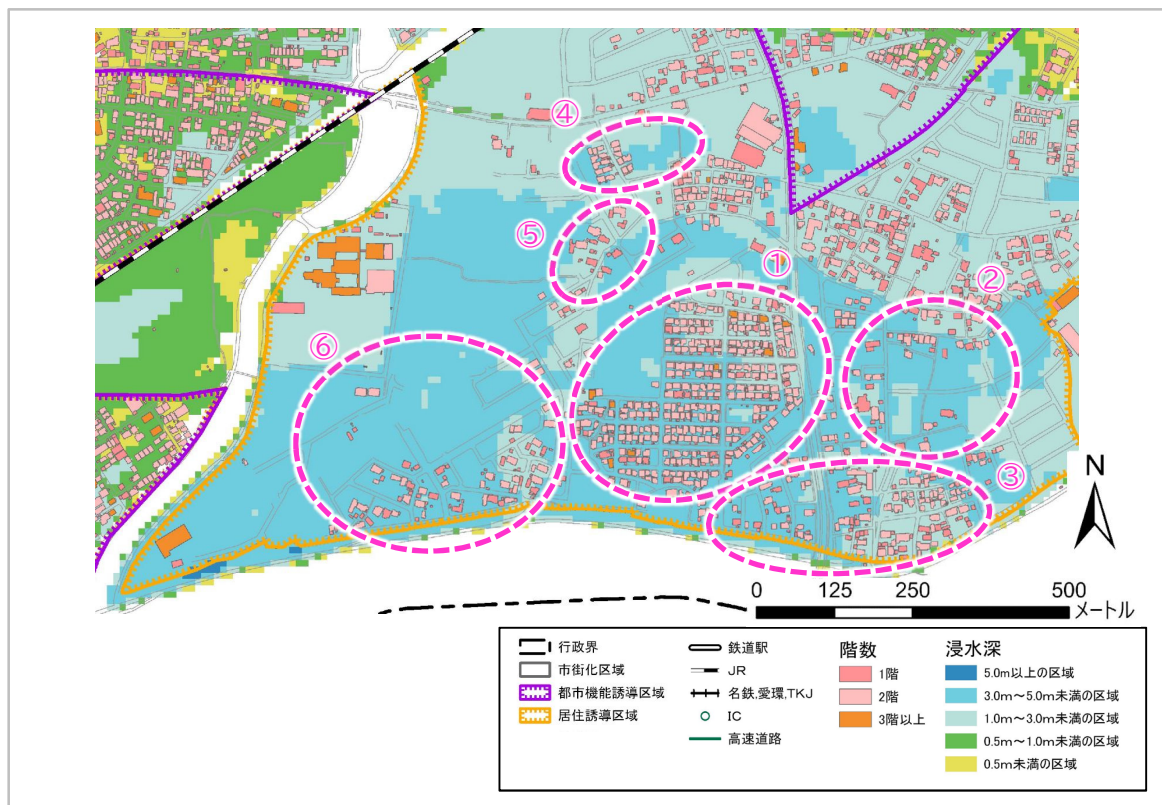 ④
⑤
①
②
⑥
③
N
0 125 250 500
メートル
行政界
市街化区域
都市機能誘導区域
居住誘導区域
鉄道駅
JR
名鉄,愛環,TKJ
IC
高速道路
階数
1階
2階
3階以上
浸水深
5.0m以上の区域
3.0m~5.0m未満の区域
1.0m~3.0m未満の区域
0.5m~1.0m未満の区域
0.5m未満の区域